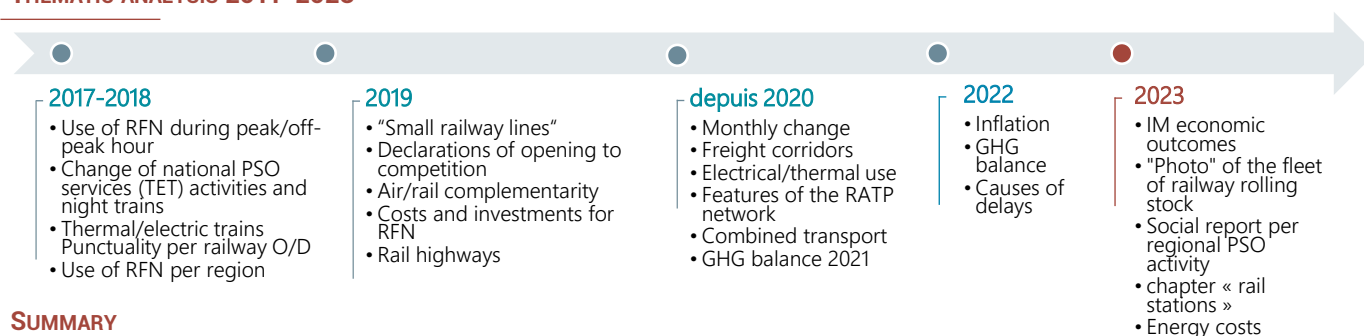 THEMATIC ANALYSIS 2017-2023
2017-2018
• Use of RFN during peak/off-
peak hour
• Change of national PSO
services (TET) activities and
night trains
• Thermal/electric trains
Punctuality per railway O/D
• Use of RFN per region
2019
• “Small railway lines“
• Declarations of opening to
competition
• Air/rail complementarity
• Costs and investments for
RFN
• Rail highways
depuis 2020
• Monthly change
• Freight corridors
• Electrical/thermal use
• Features of the RATP
network
• Combined transport
• GHG balance 2021
2022
• Inflation
• GHG
balance
• Causes of
delays
2023
• IM economic
outcomes
• "Photo" of the fleet
of railway rolling
stock
• Social report per
regional PSO
activity
• chapter « rail
stations »
• Energy costs
SUMMARY